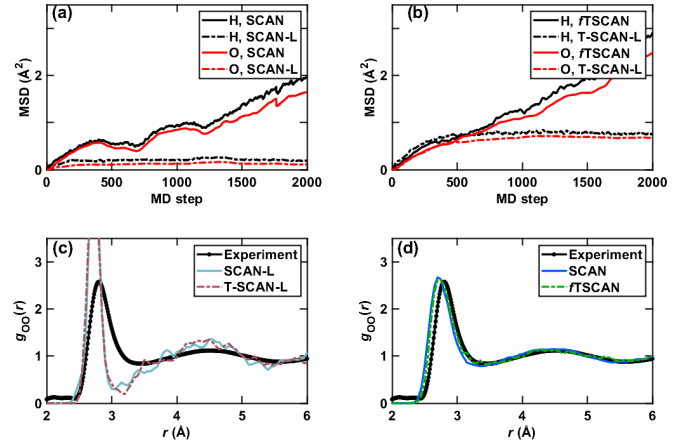 (a)
H, SCAN
H, SCAN-L
O, SCAN
O, SCAN-L
MSD (Å²)
2
0
0 500 1000 1500 2000
MD step
(b)
H, fTSCAN
H, T-SCAN-L
O, fTSCAN
O, T-SCAN-L
MSD (Å²)
2
0
0 500 1000 1500 2000
MD step
(c)
Experiment
SCAN-L
T-SCAN-L
gOO(r)
3
2
1
0
2 3 4 5 6
r (Å)
(d)
Experiment
SCAN
fTSCAN
gOO(r)
3
2
1
0
2 3 4 5 6
r (Å)